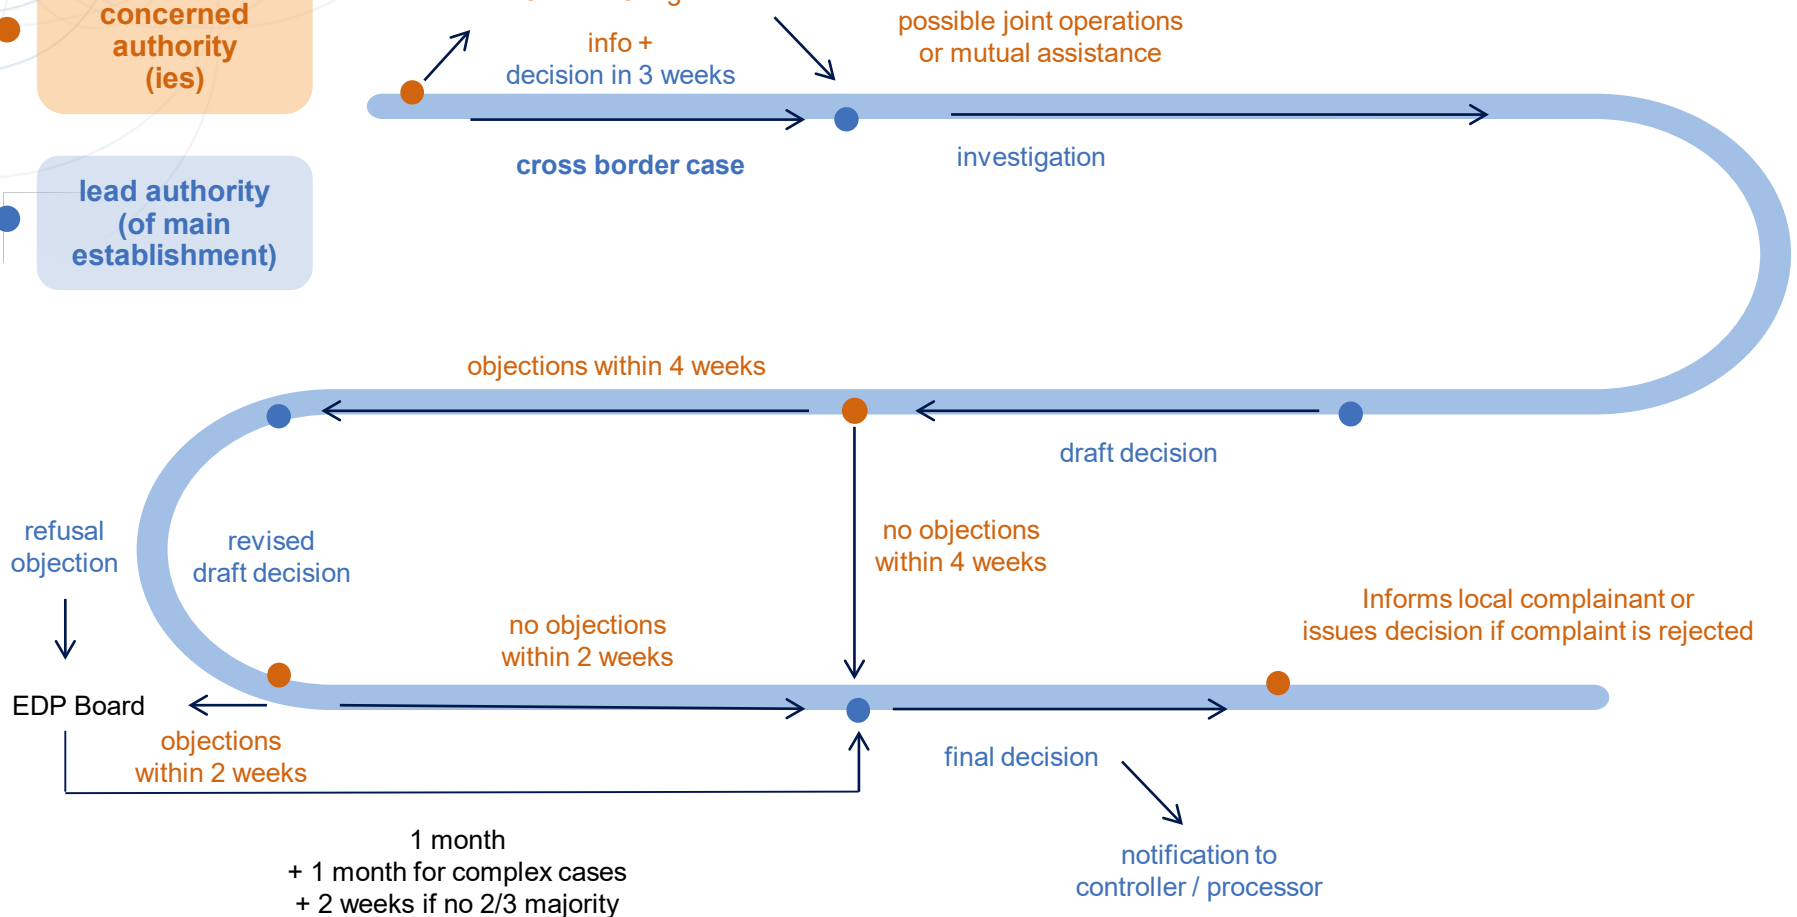 concerned
authority
(ies)
info +
decision in 3 weeks
possible joint operations
or mutual assistance
cross border case
investigation
lead authority
(of main
establishment)
objections within 4 weeks
draft decision
refusal
objection
revised
draft decision
no objections
within 4 weeks
no objections
within 2 weeks
Informs local complainant or
issues decision if complaint is rejected
EDP Board
objections
within 2 weeks
final decision
1 month
+ 1 month for complex cases
+ 2 weeks if no 2/3 majority
notification to
controller / processor